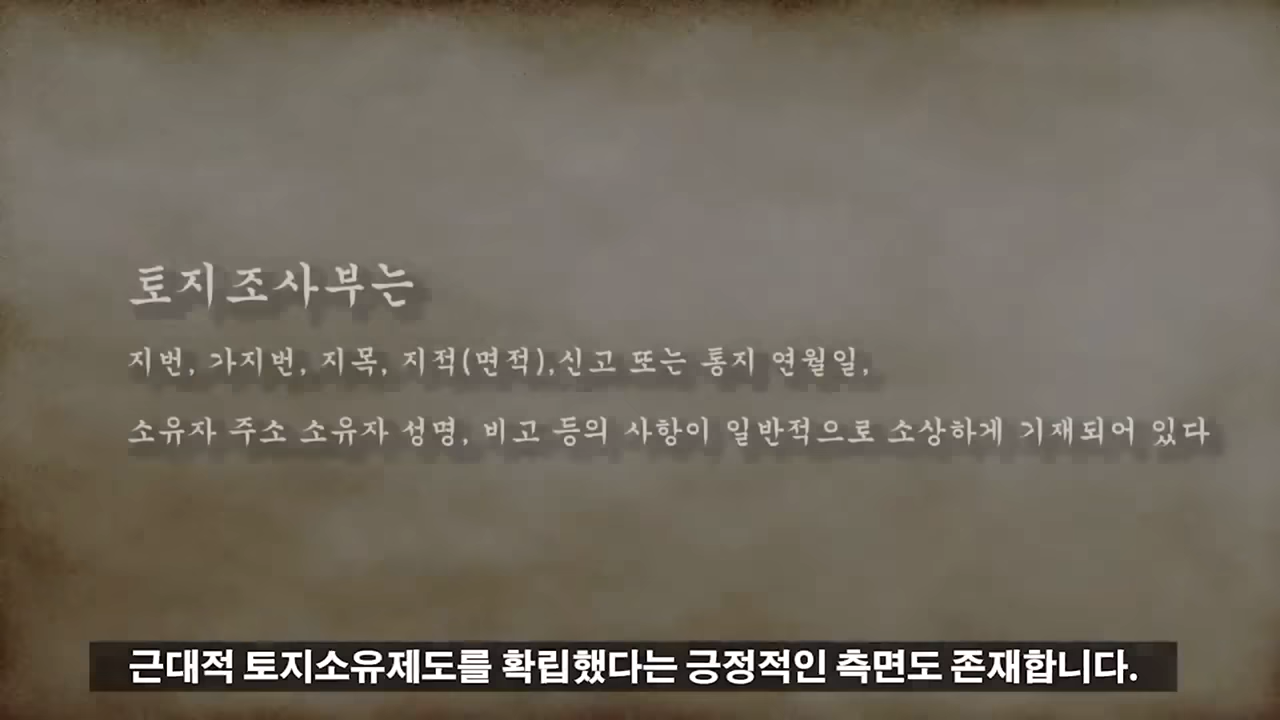 토지조사부는
지번, 가지번, 지목, 지적(면적),신고 또는 통지 연월일,
소유자 주소 소유자 성명, 비고 등의 사항이 일반적으로 소상하게 기재되어 있다
근대적 토지소유제도를 확립했다는 긍정적인 측면도 존재합니다.